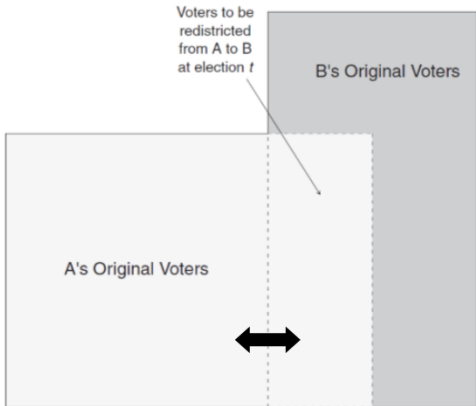 Voters to be
redistricted
from A to B
at election t
B's Original Voters
A's Original Voters